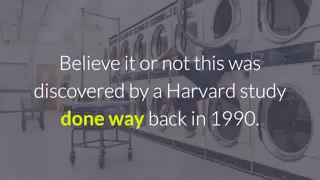 Believe it or not this was
discovered by a Harvard study
done way back in 1990.